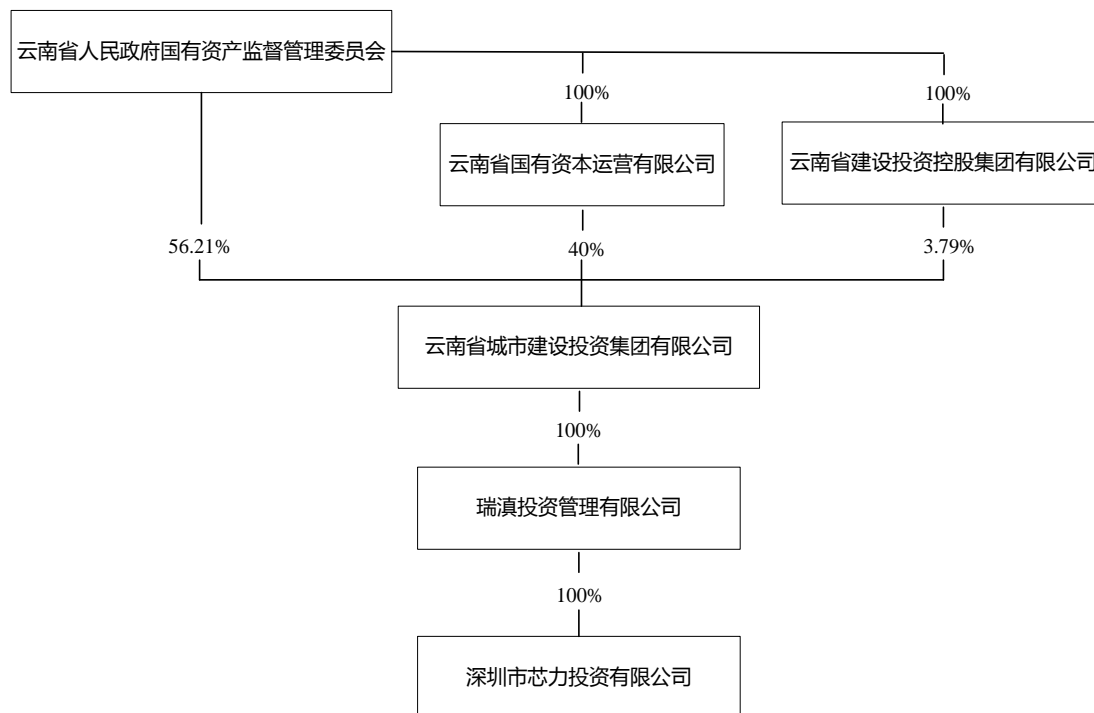 云南省人民政府国有资产监督管理委员会
100%
100%
云南省国有资本运营有限公司
云南省建设投资控股集团有限公司
56.21%
40%
3.79%
云南省城市建设投资集团有限公司
100%
瑞滇投资管理有限公司
100%
深圳市芯力投资有限公司